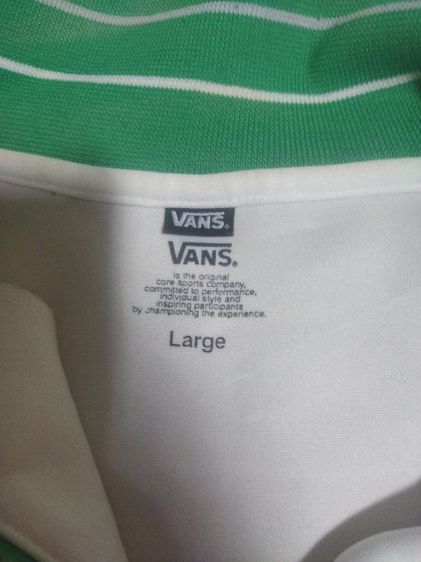 VANS.
VANS.
is the original
core sports company,
committed to performance,
individual style and
inspiring participants
by championing the experience.
Large